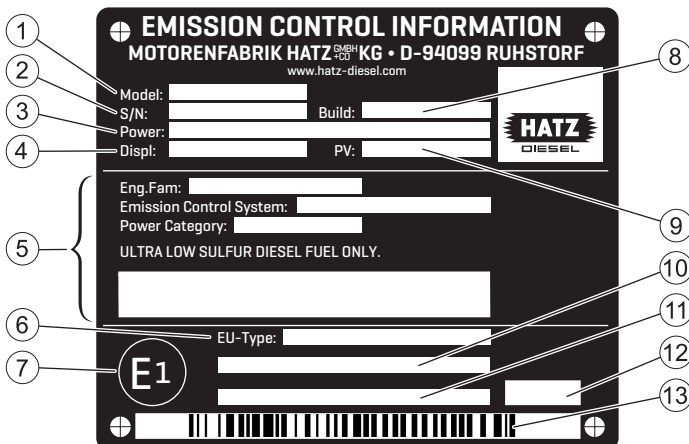 EMISSION CONTROL INFORMATION
MOTORENFABRIK HATZ GMBH +CO KG • D-94099 RUHSTORF
www.hatz-diesel.com
1
Model:
2
S/N: Build:
8
3
Power:
4
Displ: PV:
9
HATZ
DIESEL
5
Eng.Fam:
Emission Control System:
Power Category:
ULTRA LOW SULFUR DIESEL FUEL ONLY.
10
11
6
EU-Type:
7
E1
12
13